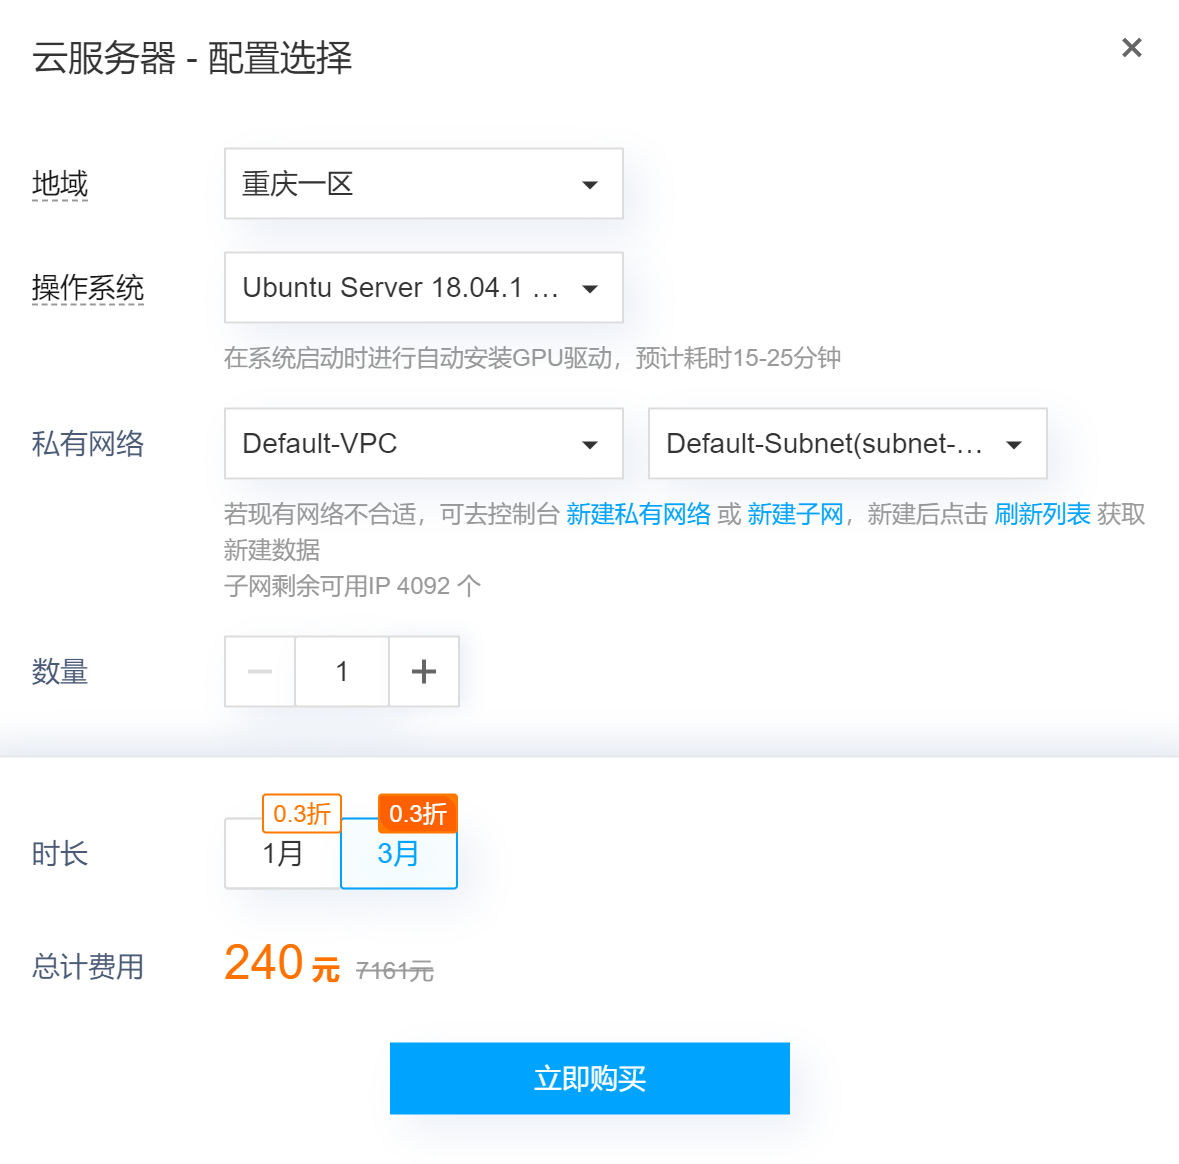 云服务器 - 配置选择
地域
重庆一区
操作系统
Ubuntu Server 18.04.1 ...
在系统启动时进行自动安装GPU驱动，预计耗时15-25分钟
私有网络
Default-VPC
Default-Subnet(subnet-...
若现有网络不合适，可去控制台 新建私有网络 或 新建子网，新建后点击 刷新列表 获取
新建数据
子网剩余可用IP 4092 个
数量
1
0.3折
0.3折
时长
1月
3月
总计费用
240 元 7161元
立即购买